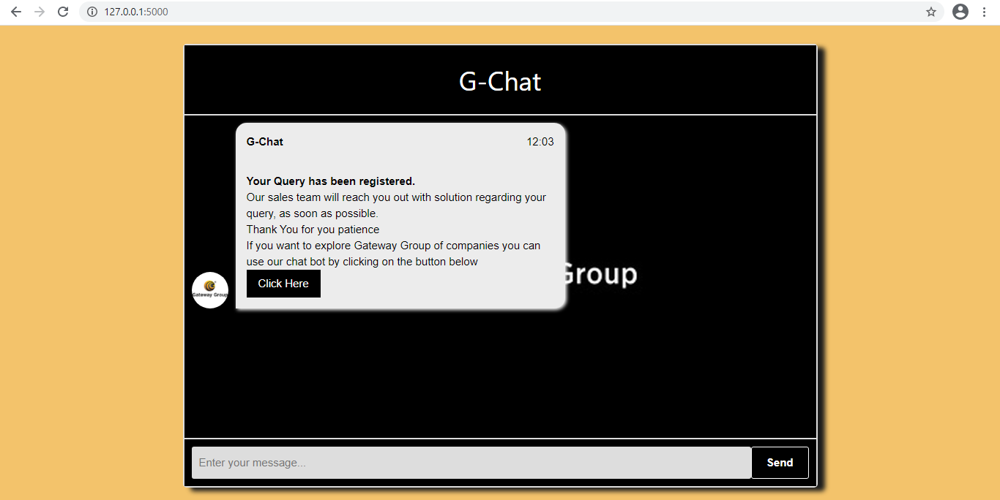 127.0.0.1:5000
G-Chat
G-Chat 12:03
Your Query has been registered.
Our sales team will reach you out with solution regarding your
query, as soon as possible.
Thank You for you patience
If you want to explore Gateway Group of companies you can
use our chat bot by clicking on the button below
Click Here
Gateway Group
Group
Enter your message...
Send